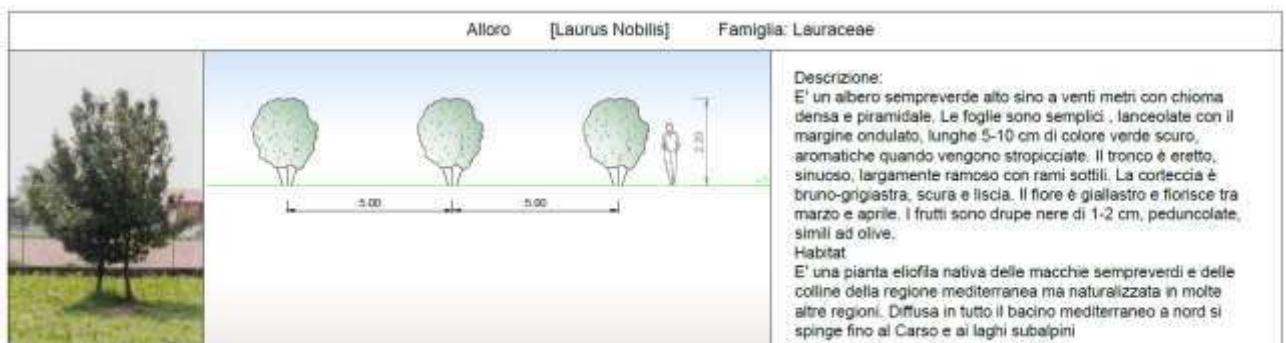 Alloro [Laurus Nobilis] Famiglia: Lauraceae
5.00 5.00
2.20
Descrizione:
E' un albero sempreverde alto sino a venti metri con chioma
densa e piramidale. Le foglie sono semplici , lanceolate con il
margine ondulato, lunghe 5-10 cm di colore verde scuro,
aromatiche quando vengono stropicciate. Il tronco è eretto,
sinuoso, largamente ramoso con rami sottili. La corteccia è
bruno-grigiastra, scura e liscia. Il fiore è giallastro e fiorisce tra
marzo e aprile. I frutti sono drupe nere di 1-2 cm, peduncolate,
simili ad olive.
Habitat
E' una pianta eliofila nativa delle macchie sempreverdi e delle
colline della regione mediterranea ma naturalizzata in molte
altre regioni. Diffusa in tutto il bacino mediterraneo a nord si
spinge fino al Carso e ai laghi subalpini